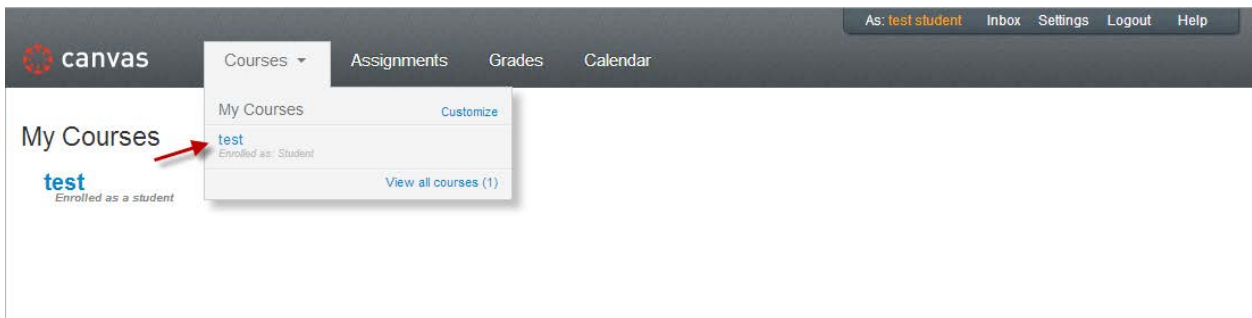 As: test student Inbox Settings Logout Help
canvas Courses Assignments Grades Calendar
My Courses Customize
test
Enrolled as: Student
View all courses (1)
My Courses
test
Enrolled as a student